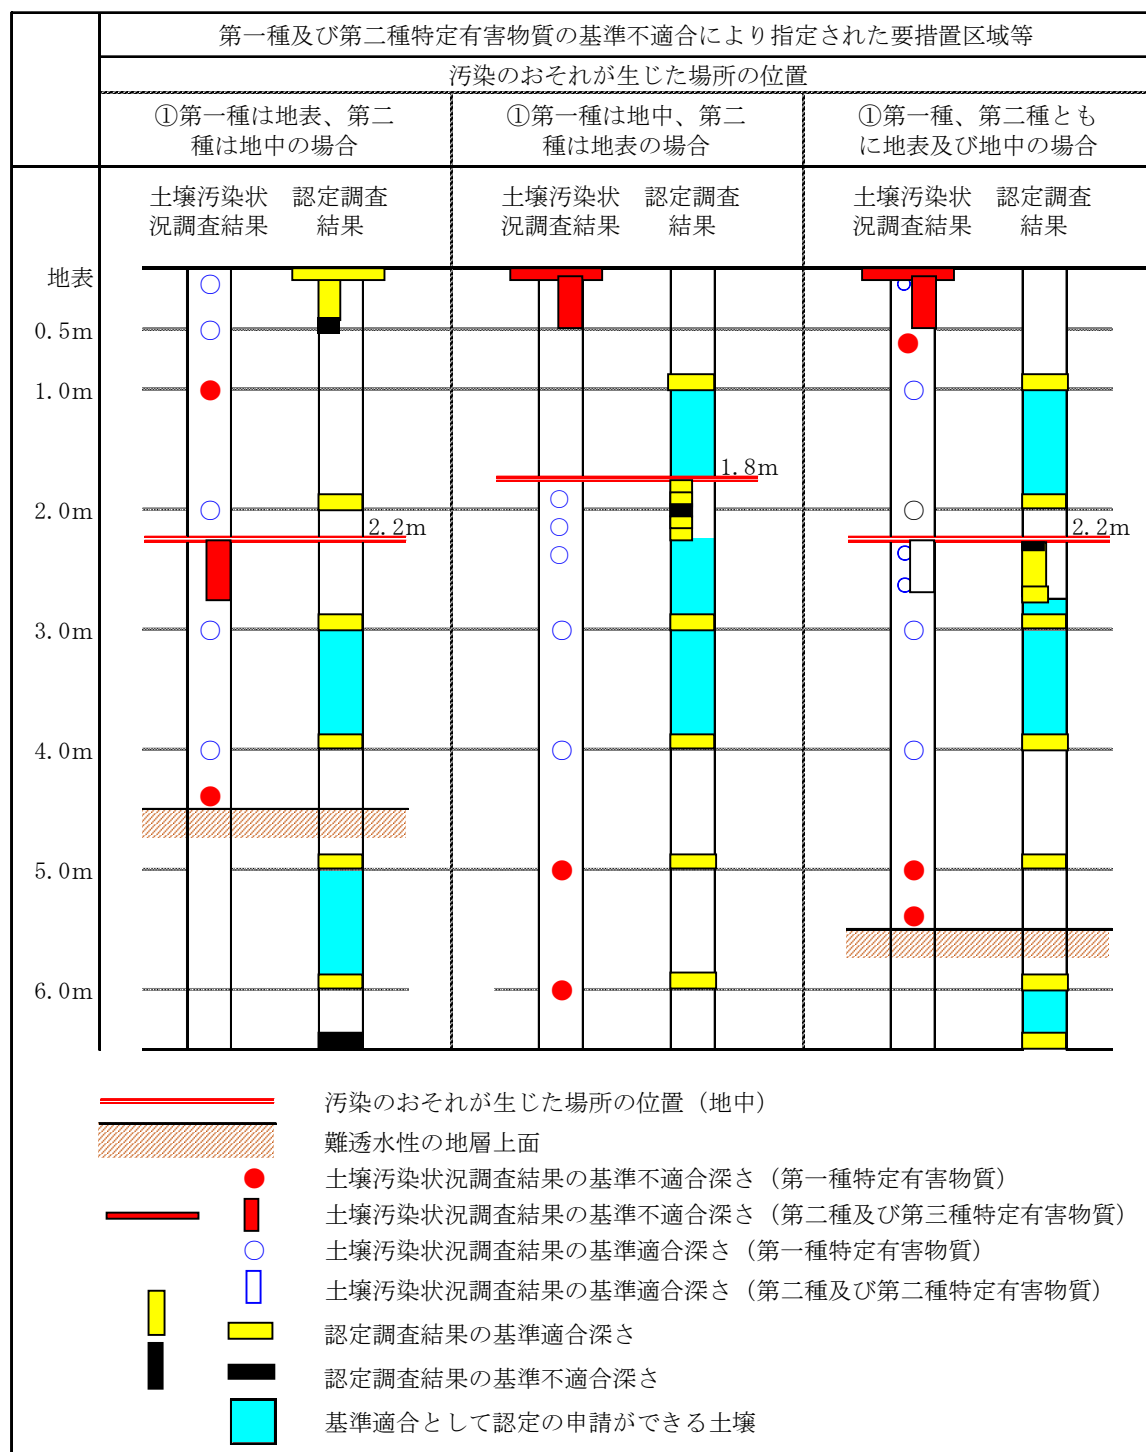 第一種及び第二種特定有害物質の基準不適合により指定された要措置区域等
汚染のおそれが生じた場所の位置
①第一種は地表、第二
種は地中の場合
①第一種は地中、第二
種は地表の場合
①第一種、第二種とも
に地表及び地中の場合
土壌汚染状
況調査結果
認定調査
結果
土壌汚染状
況調査結果
認定調査
結果
土壌汚染状
況調査結果
認定調査
結果
地表
0.5m
1.0m
1.8m
2.0m
2.2m
2.2m
3.0m
4.0m
5.0m
6.0m
汚染のおそれが生じた場所の位置（地中）
難透水性の地層上面
土壌汚染状況調査結果の基準不適合深さ（第一種特定有害物質）
土壌汚染状況調査結果の基準不適合深さ（第二種及び第三種特定有害物質）
土壌汚染状況調査結果の基準適合深さ（第一種特定有害物質）
土壌汚染状況調査結果の基準適合深さ（第二種及び第二種特定有害物質）
認定調査結果の基準適合深さ
認定調査結果の基準不適合深さ
基準適合として認定の申請ができる土壌